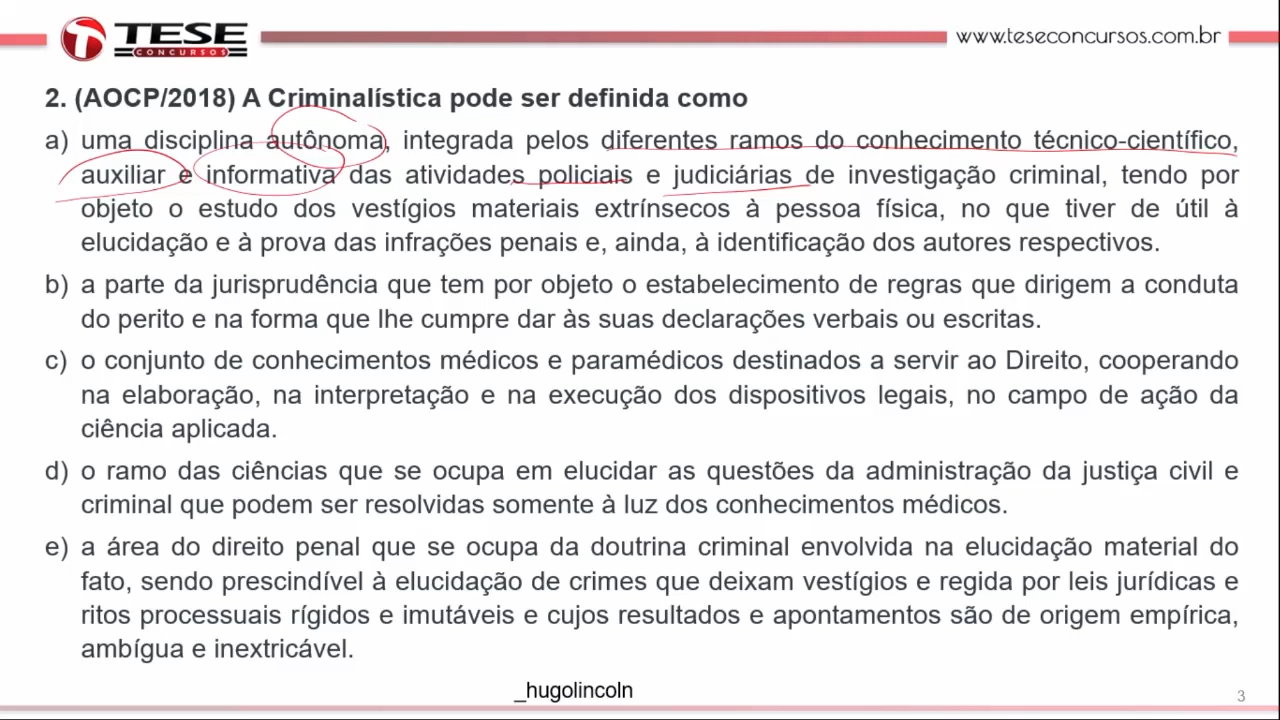 TESE
CONCURSOS
www.teseconcursos.com.br
2. (AOCP/2018) A Criminalística pode ser definida como
a) uma disciplina autônoma, integrada pelos diferentes ramos do conhecimento técnico-científico,
auxiliar e informativa das atividades policiais e judiciárias de investigação criminal, tendo por
objeto o estudo dos vestígios materiais extrínsecos à pessoa física, no que tiver de útil à
elucidação e à prova das infrações penais e, ainda, à identificação dos autores respectivos.
b) a parte da jurisprudência que tem por objeto o estabelecimento de regras que dirigem a conduta
do perito e na forma que lhe cumpre dar às suas declarações verbais ou escritas.
c) o conjunto de conhecimentos médicos e paramédicos destinados a servir ao Direito, cooperando
na elaboração, na interpretação e na execução dos dispositivos legais, no campo de ação da
ciência aplicada.
d) o ramo das ciências que se ocupa em elucidar as questões da administração da justiça civil e
criminal que podem ser resolvidas somente à luz dos conhecimentos médicos.
e) a área do direito penal que se ocupa da doutrina criminal envolvida na elucidação material do
fato, sendo prescindível à elucidação de crimes que deixam vestígios e regida por leis jurídicas e
ritos processuais rígidos e imutáveis e cujos resultados e apontamentos são de origem empírica,
ambígua e inextricável.
_hugolincoln
3